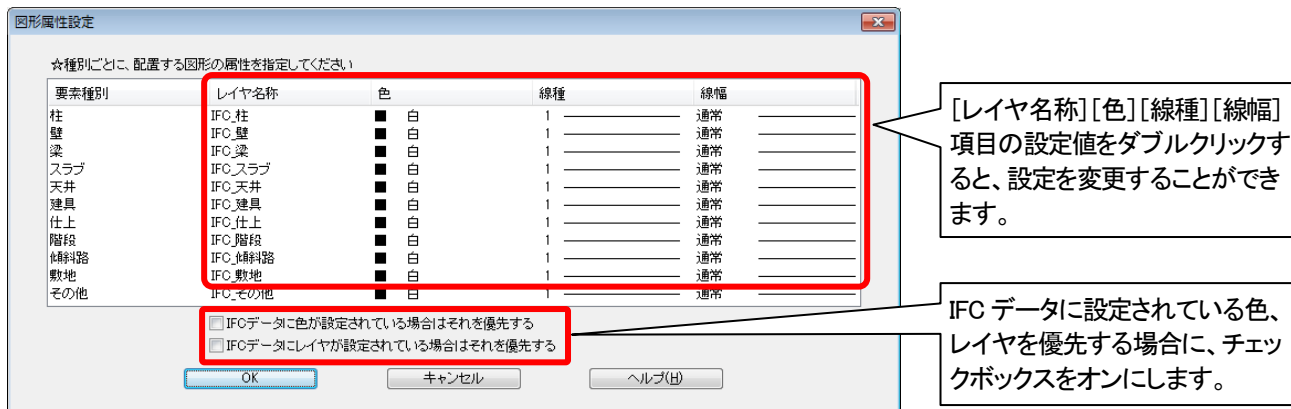 図形属性設定
☆種別ごとに、配置する図形の属性を指定してください
要素種別 レイヤ名称 色 線種 線幅
柱 IFC_柱 白 1 通常
壁 IFC_壁 白 1 通常
梁 IFC_梁 白 1 通常
スラブ IFC_スラブ 白 1 通常
天井 IFC_天井 白 1 通常
建具 IFC_建具 白 1 通常
仕上 IFC_仕上 白 1 通常
階段 IFC_階段 白 1 通常
傾斜路 IFC_傾斜路 白 1 通常
敷地 IFC_敷地 白 1 通常
その他 IFC_その他 白 1 通常
IFCデータに色が設定されている場合はそれを優先する
IFCデータにレイヤが設定されている場合はそれを優先する
OK キャンセル ヘルプ(H)
[レイヤ名称][色][線種][線幅]
項目の設定値をダブルクリックす
ると、設定を変更することができ
ます。
IFC データに設定されている色、
レイヤを優先する場合に、チェッ
クボックスをオンにします。